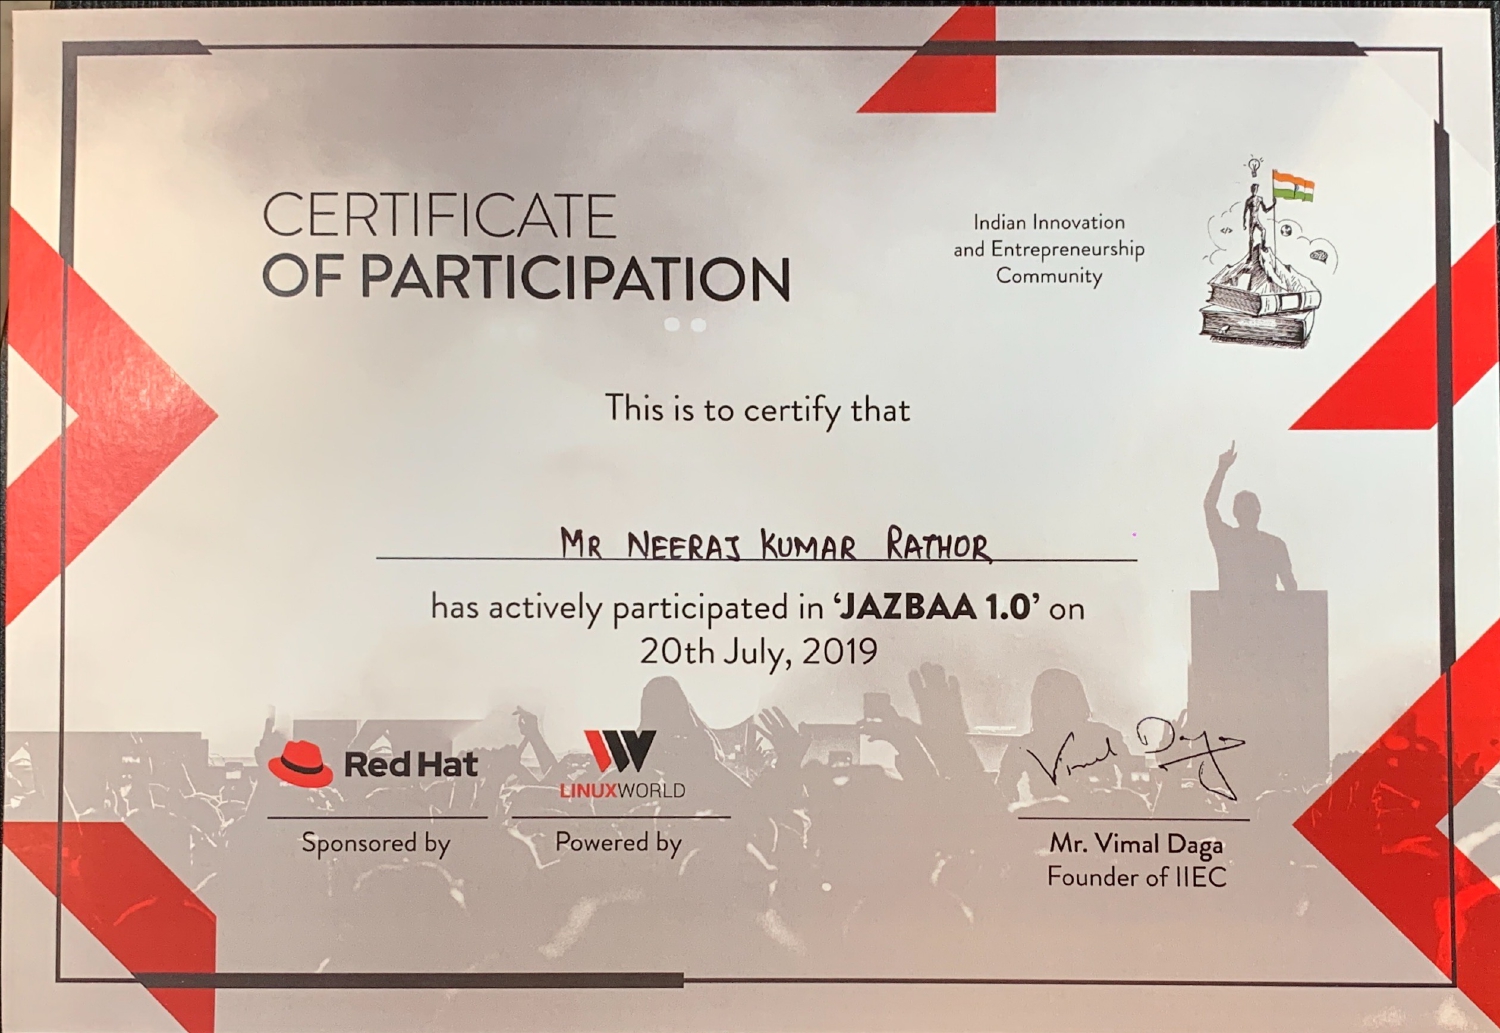 CERTIFICATE
OF PARTICIPATION
Indian Innovation
and Entrepreneurship
Community
This is to certify that
MR NEERAJ KUMAR RATHOR
has actively participated in ‘JAZBAA 1.0’ on
20th July, 2019
Red Hat
Sponsored by
LINUXWORLD
Powered by
Vimal Daga
Mr. Vimal Daga
Founder of IIEC